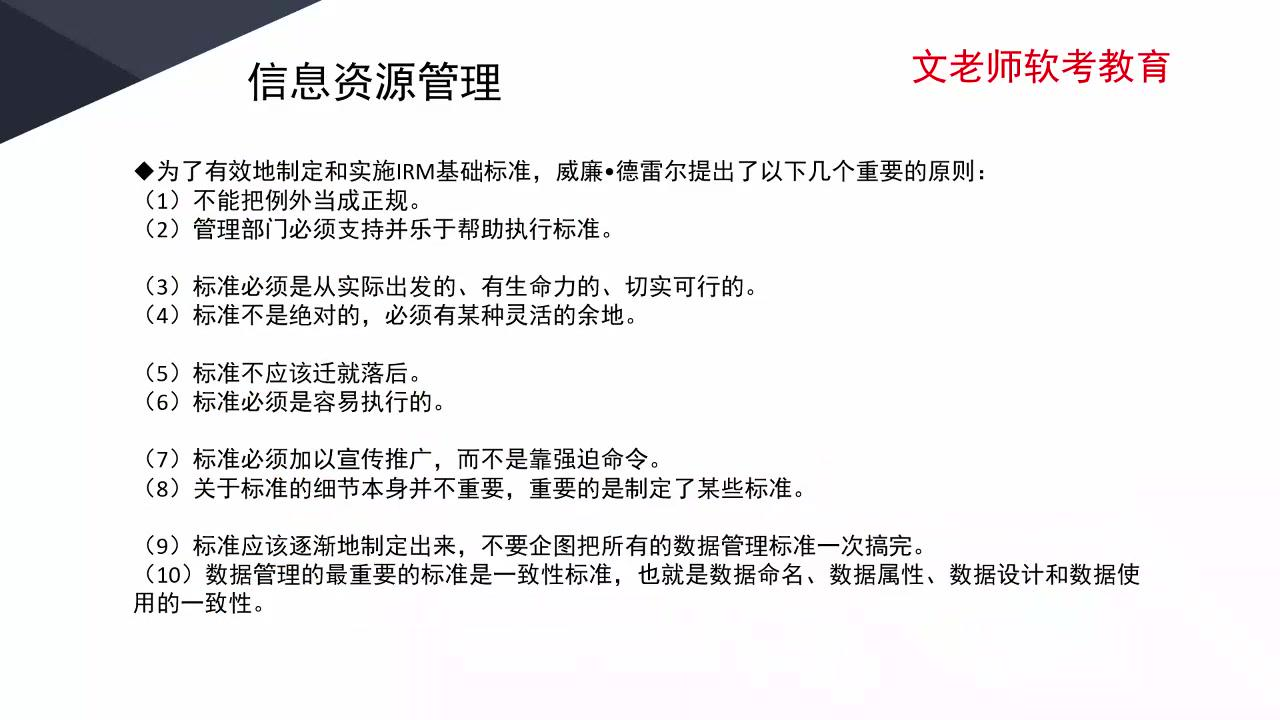 信息资源管理
文老师软考教育
◆为了有效地制定和实施IRM基础标准，威廉•德雷尔提出了以下几个重要的原则：
（1）不能把例外当成正规。
（2）管理部门必须支持并乐于帮助执行标准。
（3）标准必须是从实际出发的、有生命力的、切实可行的。
（4）标准不是绝对的，必须有某种灵活的余地。
（5）标准不应该迁就落后。
（6）标准必须是容易执行的。
（7）标准必须加以宣传推广，而不是靠强迫命令。
（8）关于标准的细节本身并不重要，重要的是制定了某些标准。
（9）标准应该逐渐地制定出来，不要企图把所有的数据管理标准一次搞完。
（10）数据管理的最重要的标准是一致性标准，也就是数据命名、数据属性、数据设计和数据使
用的一致性。